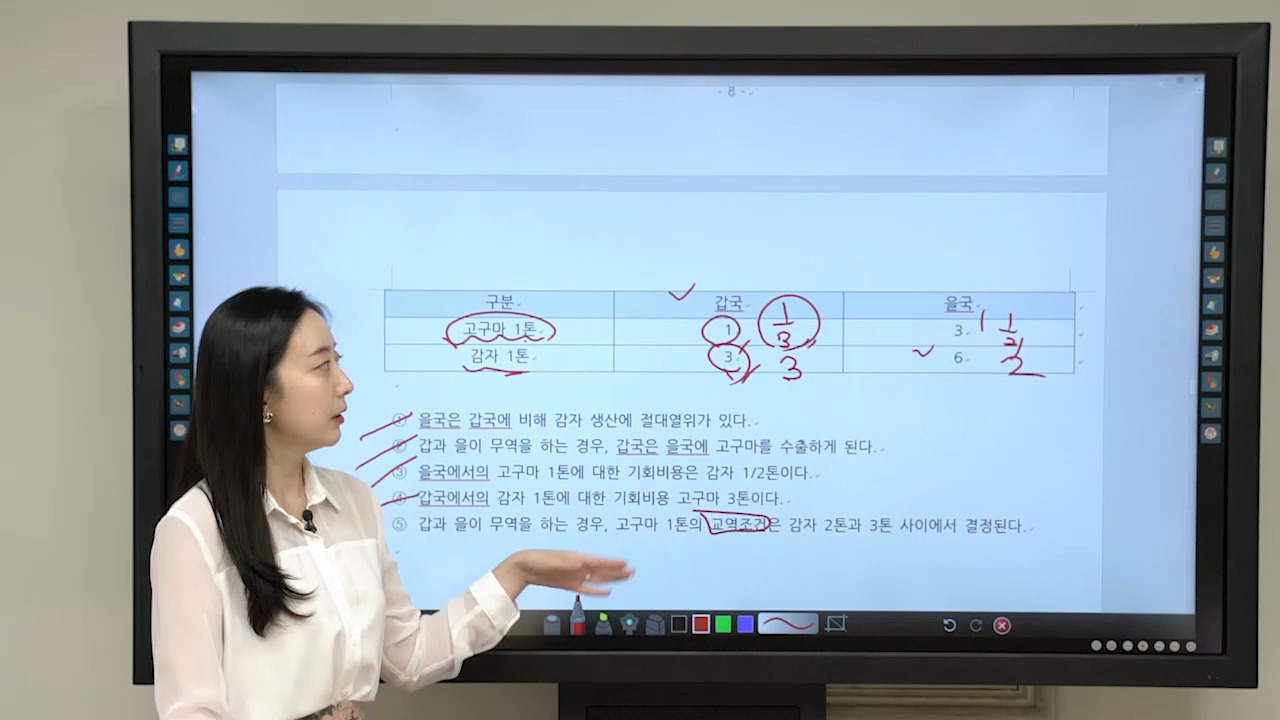 - 8 -
구분 갑국 을국
고구마 1톤 1 1/3 3 1 1/2
감자 1톤 3 3 6 2
① 을국은 갑국에 비해 감자 생산에 절대열위가 있다.
② 갑과 을이 무역을 하는 경우, 갑국은 을국에 고구마를 수출하게 된다.
③ 을국에서의 고구마 1톤에 대한 기회비용은 감자 1/2톤이다.
④ 갑국에서의 감자 1톤에 대한 기회비용 고구마 3톤이다.
⑤ 갑과 을이 무역을 하는 경우, 고구마 1톤의 교역조건은 감자 2톤과 3톤 사이에서 결정된다.